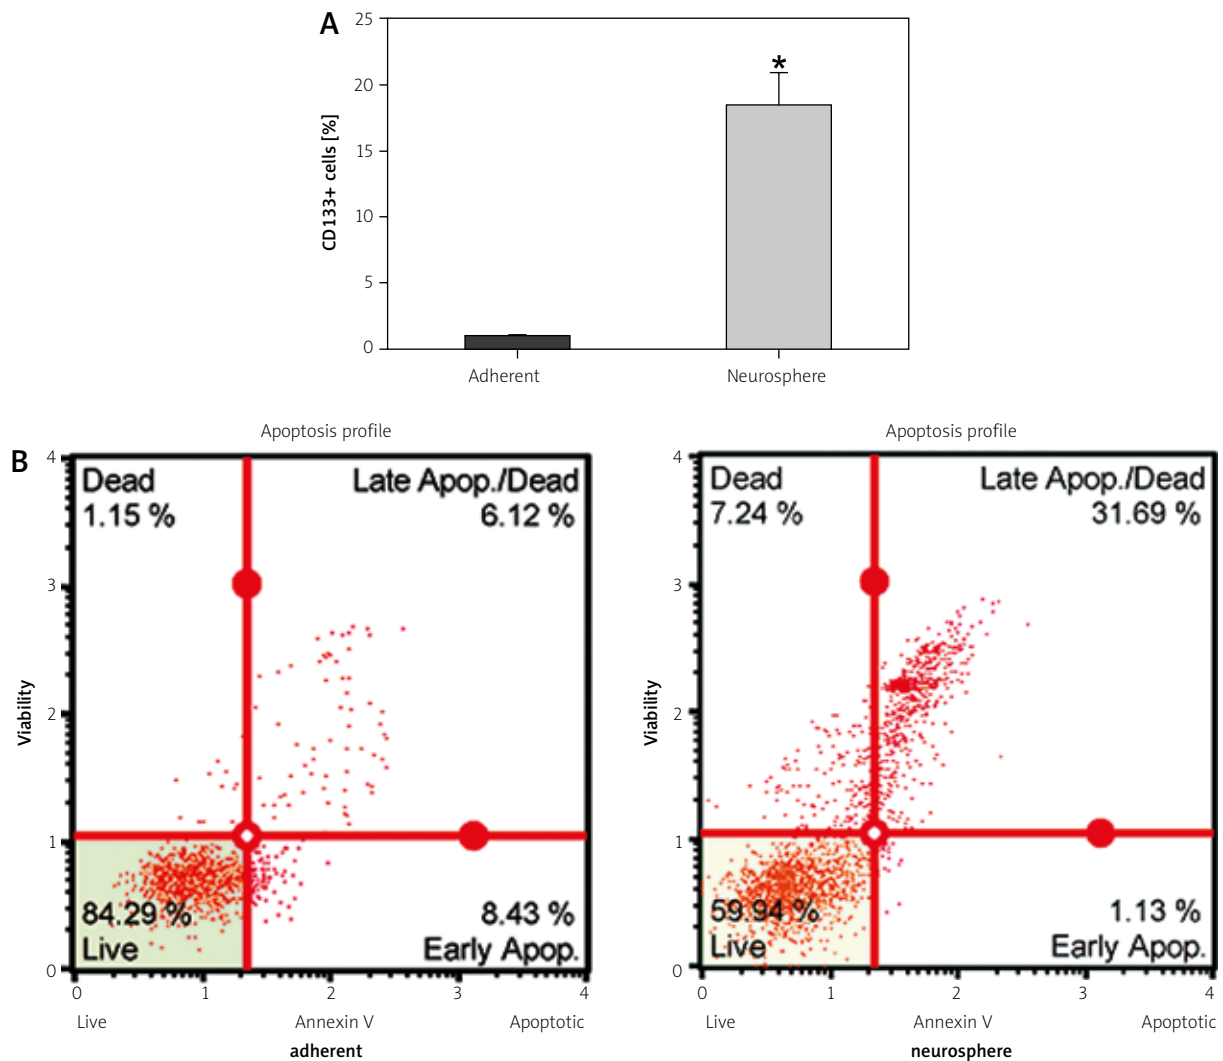 A
25
20
15
10
5
0
CD133+ cells [%]
*
Adherent
Neurosphere
B
Apoptosis profile
4
3
2
1
0
Viability
Dead
1.15 %
Late Apop./Dead
6.12 %
84.29 %
Live
8.43 %
Early Apop.
0 1 2 3 4
Live Annexin V Apoptotic
adherent
Apoptosis profile
4
3
2
1
0
Viability
Dead
7.24 %
Late Apop./Dead
31.69 %
59.94 %
Live
1.13 %
Early Apop.
0 1 2 3 4
Live Annexin V Apoptotic
neurosphere